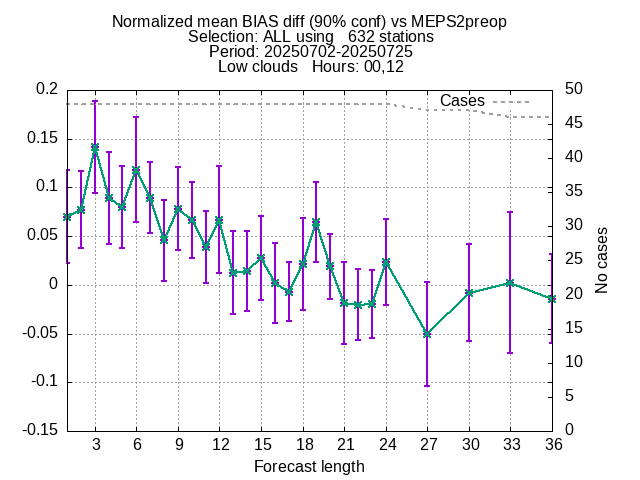 Normalized mean BIAS diff (90% conf) vs MEPS2preop
Selection: ALL using   632 stations
Period: 20250702-20250725
Low clouds   Hours: 00,12
Cases
0.2
0.15
0.1
0.05
0
-0.05
-0.1
-0.15
50
45
40
35
30
25
20
15
10
5
0
No cases
3 6 9 12 15 18 21 24 27 30 33 36
Forecast length